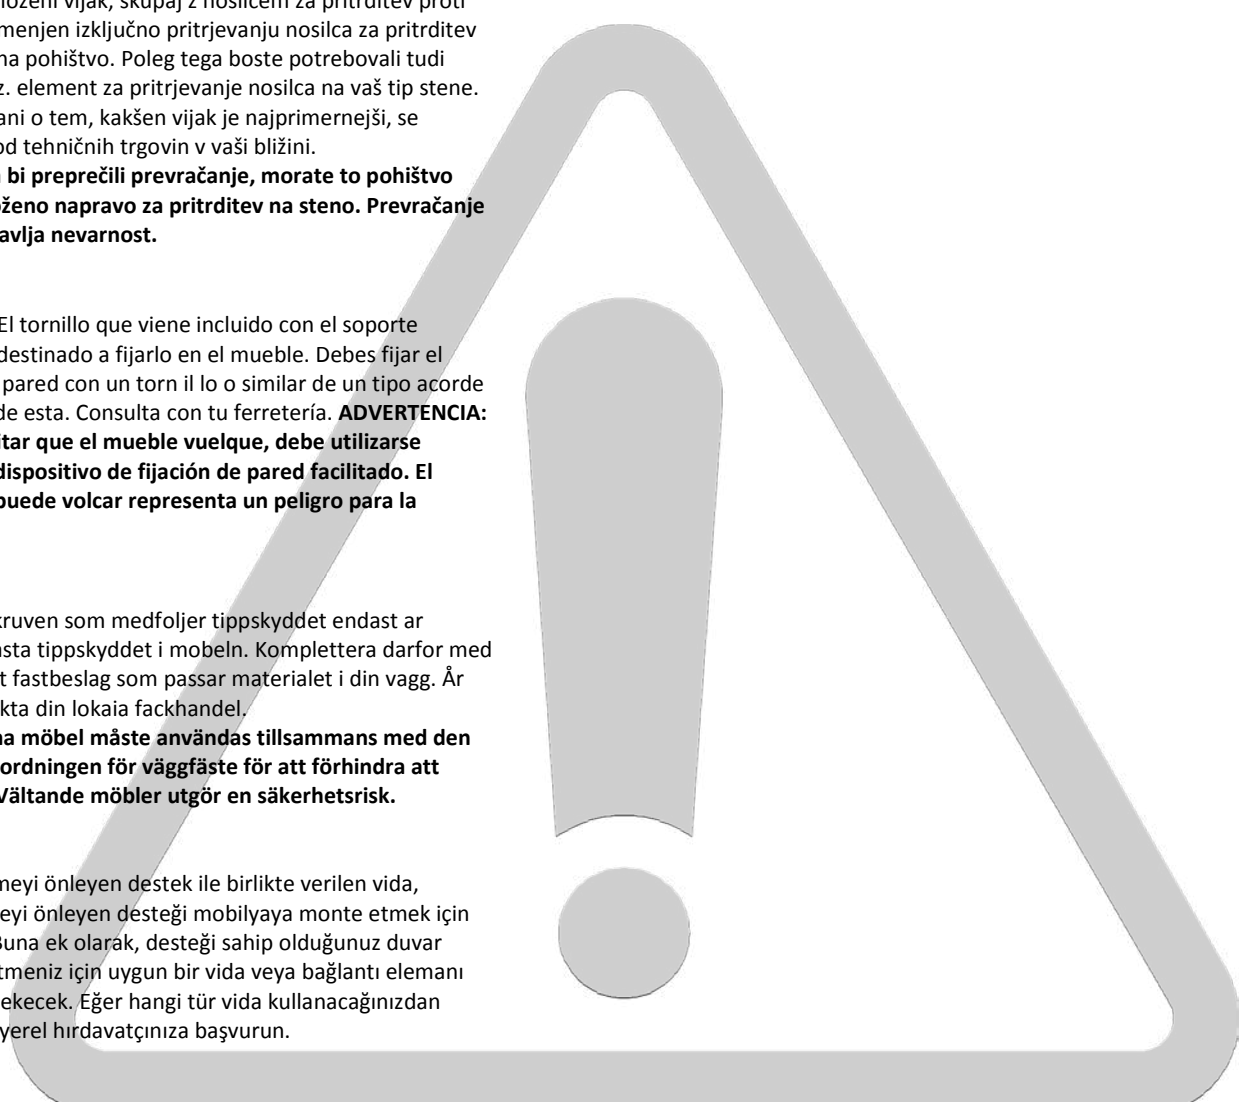 oženi vijak, skupaj z nosilcem za pritrditev proti
menjen izključno pritrjevanju nosilca za pritrditev
na pohištvo. Poleg tega boste potrebovali tudi
z. element za pritrjevanje nosilca na vaš tip stene.
ani o tem, kakšen vijak je najprimernejši, se
od tehničnih trgovin v vaši bližini.
bi preprečili prevračanje, morate to pohištvo
oženo napravo za pritrditev na steno. Prevračanje
avlja nevarnost.
El tornillo que viene incluido con el soporte
destinado a fijarlo en el mueble. Debes fijar el
pared con un torn il lo o similar de un tipo acorde
de esta. Consulta con tu ferretería. ADVERTENCIA:
itar que el mueble vuelque, debe utilizarse
dispositivo de fijación de pared facilitado. El
puede volcar representa un peligro para la
kruven som medfoljer tippskyddet endast ar
asta tippskyddet i mobeln. Komplettera darfor med
t fastbeslag som passar materialet i din vagg. År
kta din lokaia fackhandel.
na möbel måste användas tillsammans med den
ordningen för väggfäste för att förhindra att
Vältande möbler utgör en säkerhetsrisk.
meyi önleyen destek ile birlikte verilen vida,
eyi önleyen desteği mobilyaya monte etmek için
Buna ek olarak, desteği sahip olduğunuz duvar
tmeniz için uygun bir vida veya bağlantı elemanı
ekecek. Eğer hangi tür vida kullanacağınızdan
yerel hırdavatçınıza başvurun.